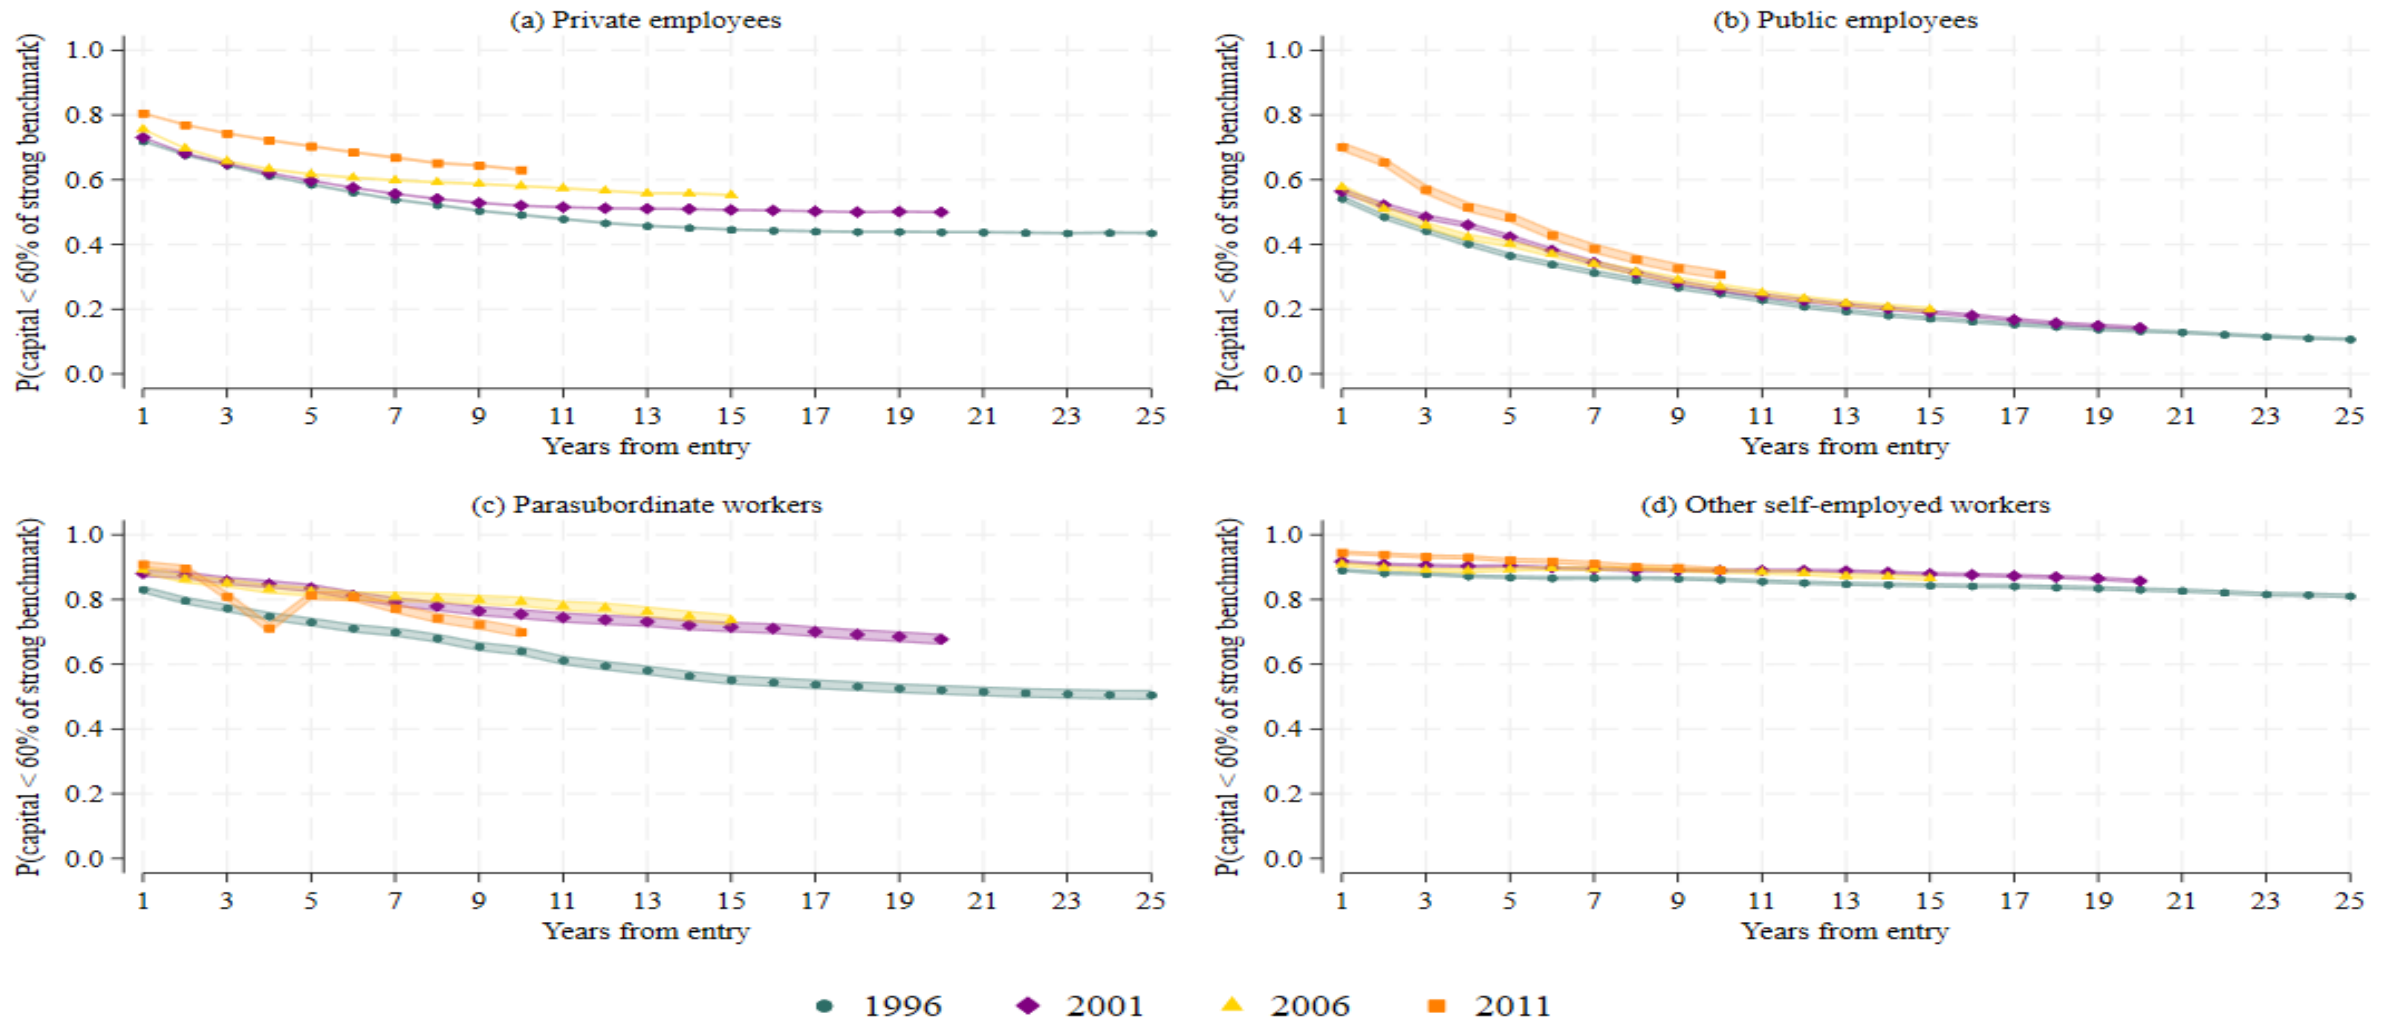 (a) Private employees
P(capital < 60% of strong benchmark)
1.0
0.8
0.6
0.4
0.2
0.0
1 3 5 7 9 11 13 15 17 19 21 23 25
Years from entry
(b) Public employees
P(capital < 60% of strong benchmark)
1.0
0.8
0.6
0.4
0.2
0.0
1 3 5 7 9 11 13 15 17 19 21 23 25
Years from entry
(c) Parasubordinate workers
P(capital < 60% of strong benchmark)
1.0
0.8
0.6
0.4
0.2
0.0
1 3 5 7 9 11 13 15 17 19 21 23 25
Years from entry
(d) Other self-employed workers
P(capital < 60% of strong benchmark)
1.0
0.8
0.6
0.4
0.2
0.0
1 3 5 7 9 11 13 15 17 19 21 23 25
Years from entry
1996 2001 2006 2011